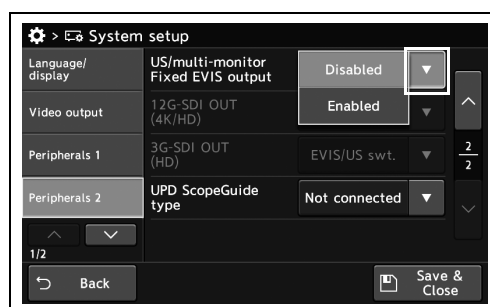 > System setup
Language/
display
Video output
Peripherals 1
Peripherals 2
1/2
US/multi-monitor
Fixed EVIS output
Disabled
Enabled
12G-SDI OUT
(4K/HD)
3G-SDI OUT
(HD)
EVIS/US swt.
UPD ScopeGuide
type
Not connected
2
2
Back
Save &
Close